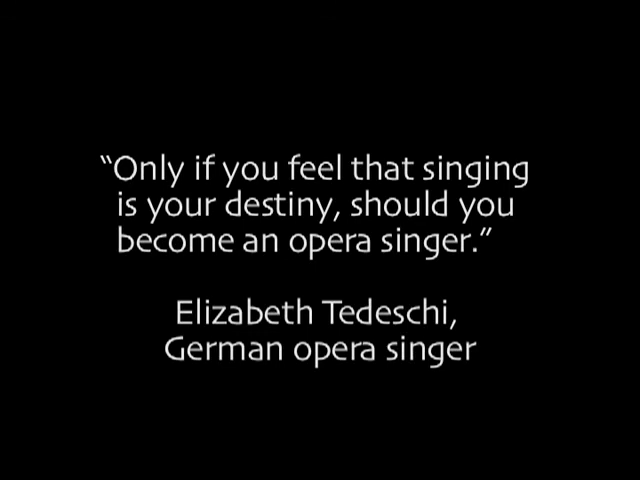 “Only if you feel that singing
is your destiny, should you
become an opera singer.”
Elizabeth Tedeschi,
German opera singer